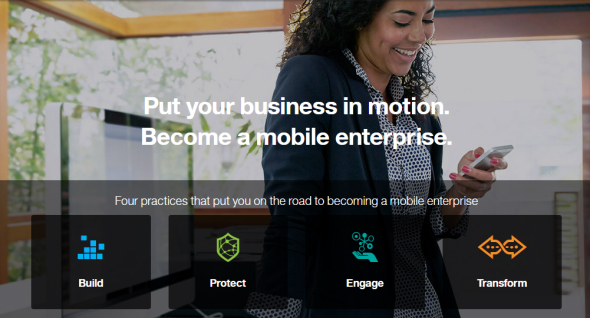 Put your business in motion.
Become a mobile enterprise.
Four practices that put you on the road to becoming a mobile enterprise
Build
Protect
Engage
Transform